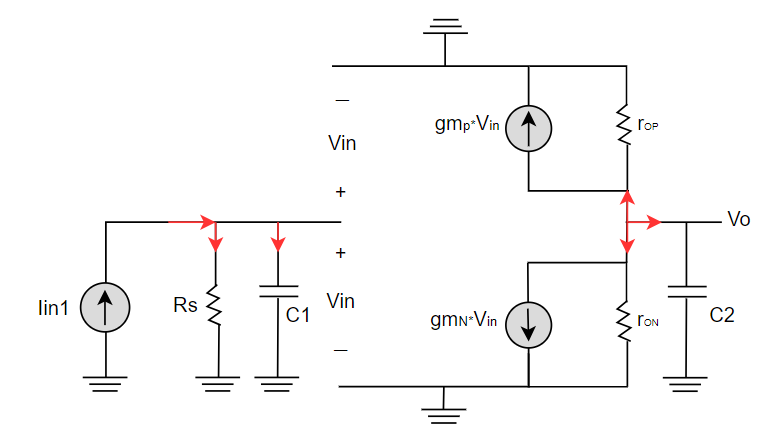 —
Vin
+
gmp*Vin
rOP
+
Vin
—
Iin1
Rs
C1
gmN*Vin
rON
Vo
C2